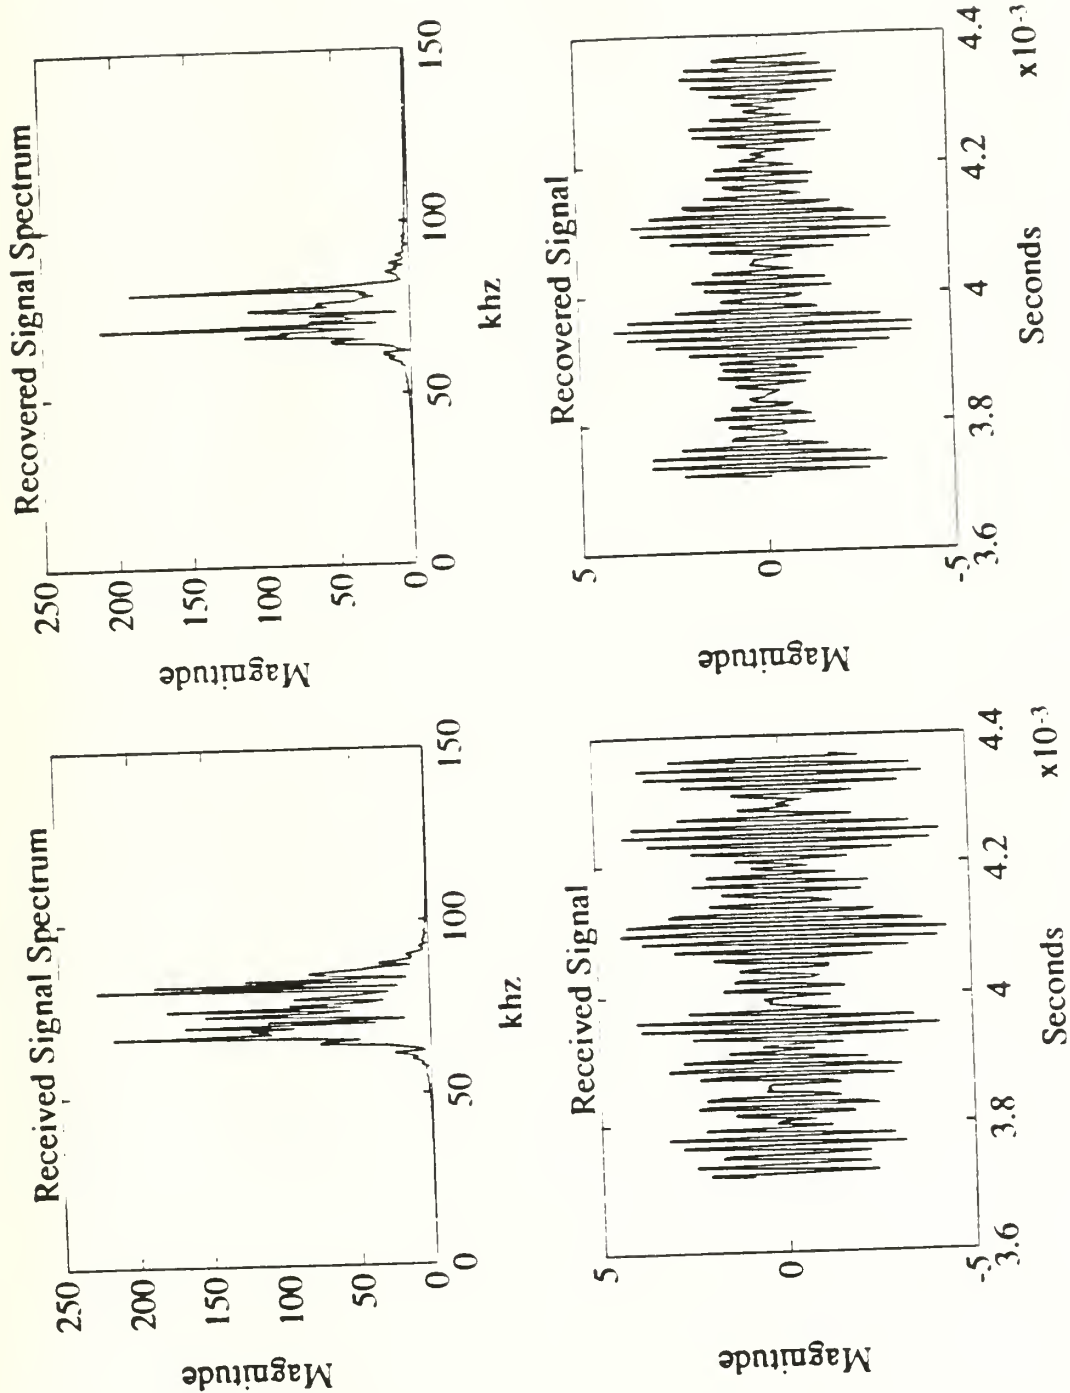 Received Signal Spectrum
250
200
150
100
50
0
Magnitude
0
50
100
150
khz
Recovered Signal Spectrum
250
200
150
100
50
0
Magnitude
0
50
100
150
khz
Received Signal
5
0
-5
Magnitude
3.6
3.8
4
4.2
4.4
x10-3
Seconds
Recovered Signal
5
0
-5
Magnitude
3.6
3.8
4
4.2
4.4
x10-3
Seconds